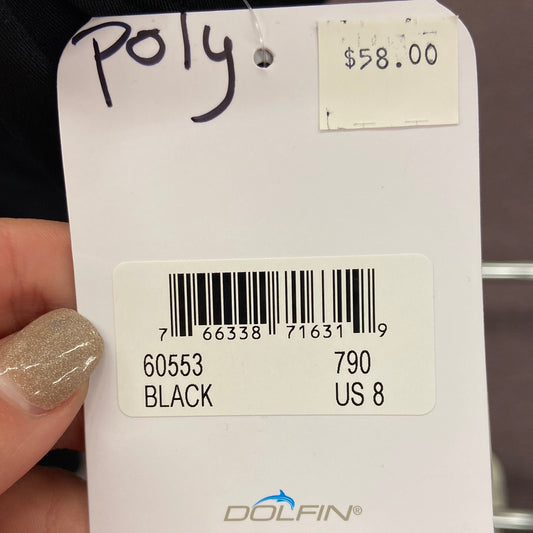 poly
$58.00
7 66338 71631 9
60553 790
BLACK US 8
DOLFIN®